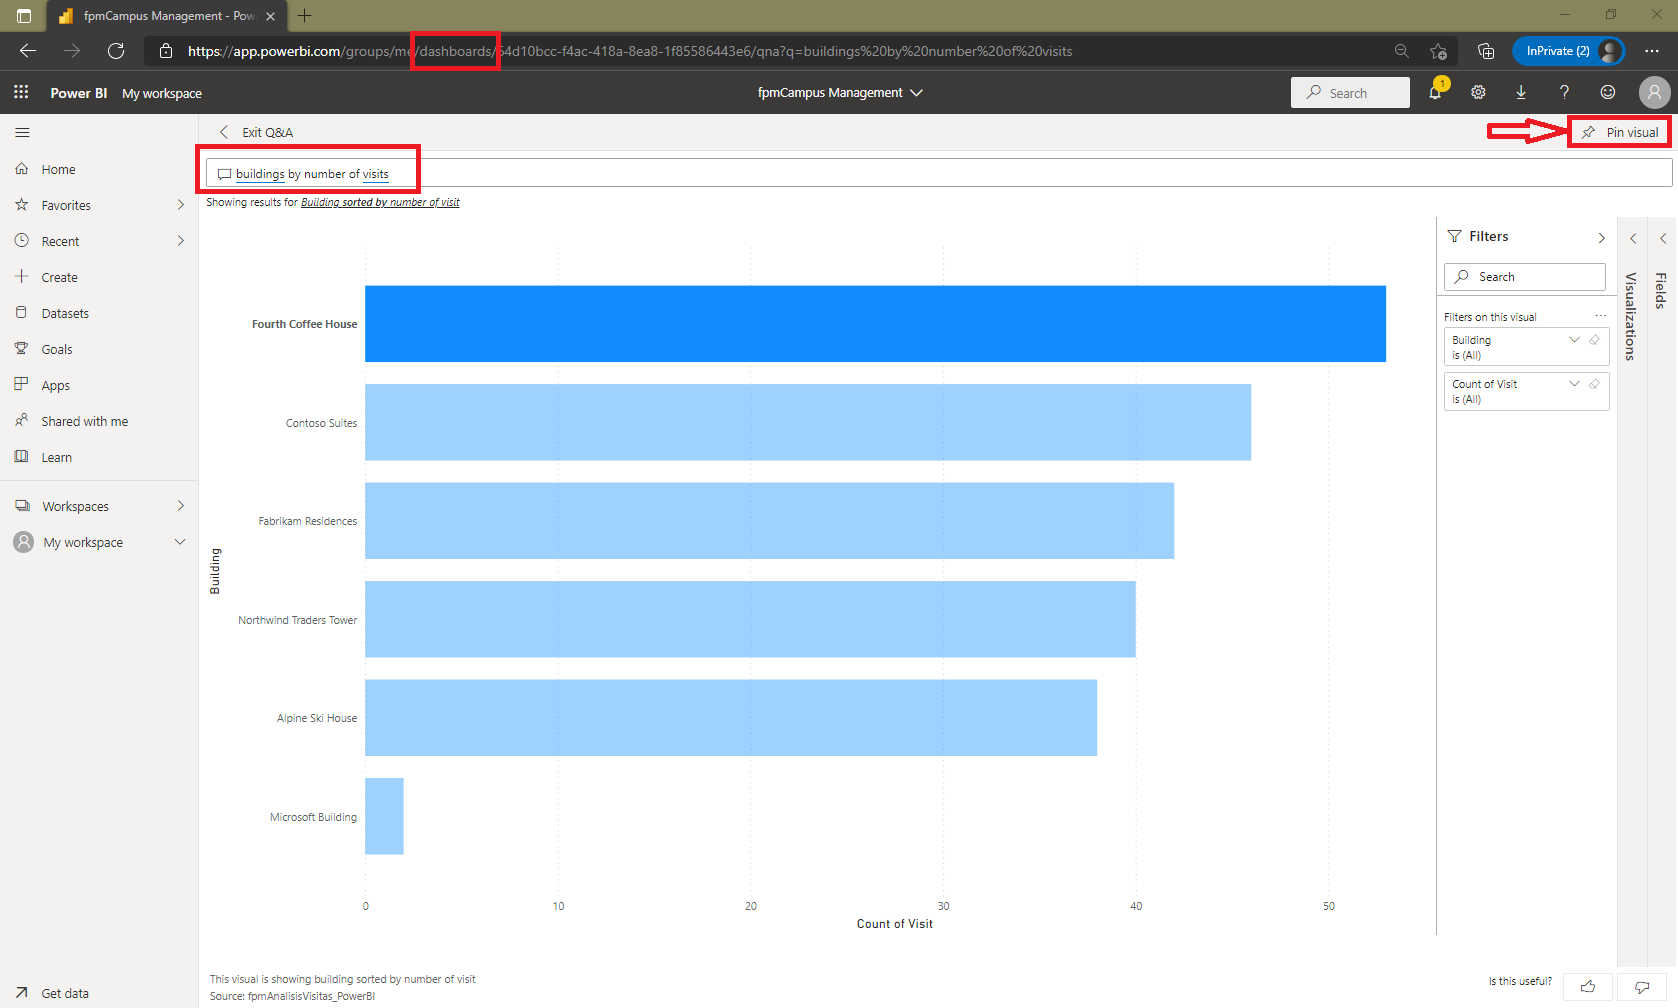 fpmCampus Management - Pow
https://app.powerbi.com/groups/me/dashboards/64d10bcc-f4ac-418a-8ea8-1f85586443e6/qna?q=buildings%20by%20number%20of%20visits
InPrivate (2)
Power BI My workspace
fpmCampus Management
Search
1
Exit Q&A
Pin visual
buildings by number of visits
Showing results for Building sorted by number of visit
Home
Favorites
Recent
Create
Datasets
Goals
Apps
Shared with me
Learn
Workspaces
My workspace
Get data
Building
Fourth Coffee House
Contoso Suites
Fabrikam Residences
Northwind Traders Tower
Alpine Ski House
Microsoft Building
0 10 20 30 40 50
Count of Visit
Filters
Search
Filters on this visual
Building
is (All)
Count of Visit
is (All)
Visualizations
Fields
This visual is showing building sorted by number of visit
Source: fpmAnalisisVisitas_PowerBI
Is this useful?